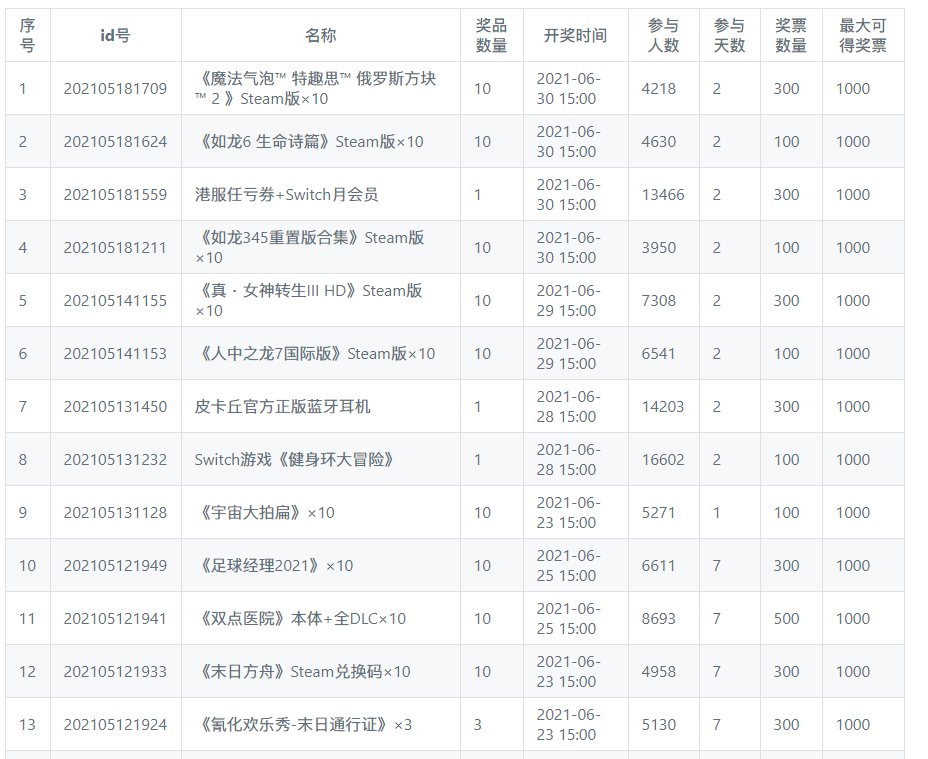 序号 id号 名称 奖品数量 开奖时间 参与人数 参与天数 奖票数量 最大可得奖票
1 202105181709 《魔法气泡™ 特趣思™ 俄罗斯方块™ 2 》Steam版×10 10 2021-06-30 15:00 4218 2 300 1000
2 202105181624 《如龙6 生命诗篇》Steam版×10 10 2021-06-30 15:00 4630 2 100 1000
3 202105181559 港服任亏券+Switch月会员 1 2021-06-30 15:00 13466 2 300 1000
4 202105181211 《如龙345重置版合集》Steam版×10 10 2021-06-30 15:00 3950 2 100 1000
5 202105141155 《真·女神转生III HD》Steam版×10 10 2021-06-29 15:00 7308 2 300 1000
6 202105141153 《人中之龙7国际版》Steam版×10 10 2021-06-29 15:00 6541 2 100 1000
7 202105131450 皮卡丘官方正版蓝牙耳机 1 2021-06-28 15:00 14203 2 300 1000
8 202105131232 Switch游戏《健身环大冒险》 1 2021-06-28 15:00 16602 2 100 1000
9 202105131128 《宇宙大拍扁》×10 10 2021-06-23 15:00 5271 1 100 1000
10 202105121949 《足球经理2021》×10 10 2021-06-25 15:00 6611 7 300 1000
11 202105121941 《双点医院》本体+全DLC×10 10 2021-06-25 15:00 8693 7 500 1000
12 202105121933 《末日方舟》Steam兑换码×10 10 2021-06-23 15:00 4958 7 300 1000
13 202105121924 《氰化欢乐秀-末日通行证》×3 3 2021-06-23 15:00 5130 7 300 1000